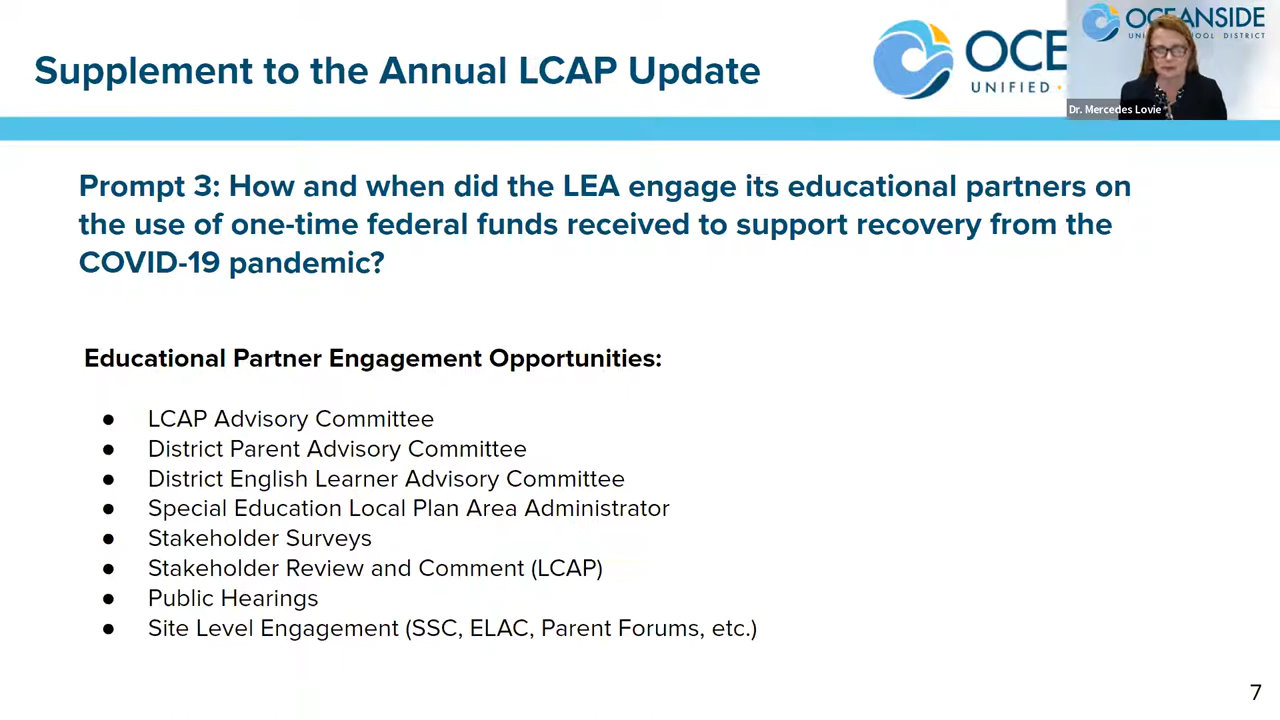 Supplement to the Annual LCAP Update
OCE
UNIFIED
OCEANSIDE
SCHOOL DISTRICT
Dr. Mercedes Lovie
Prompt 3: How and when did the LEA engage its educational partners on
the use of one-time federal funds received to support recovery from the
COVID-19 pandemic?
Educational Partner Engagement Opportunities:
● LCAP Advisory Committee
● District Parent Advisory Committee
● District English Learner Advisory Committee
● Special Education Local Plan Area Administrator
● Stakeholder Surveys
● Stakeholder Review and Comment (LCAP)
● Public Hearings
● Site Level Engagement (SSC, ELAC, Parent Forums, etc.)
7